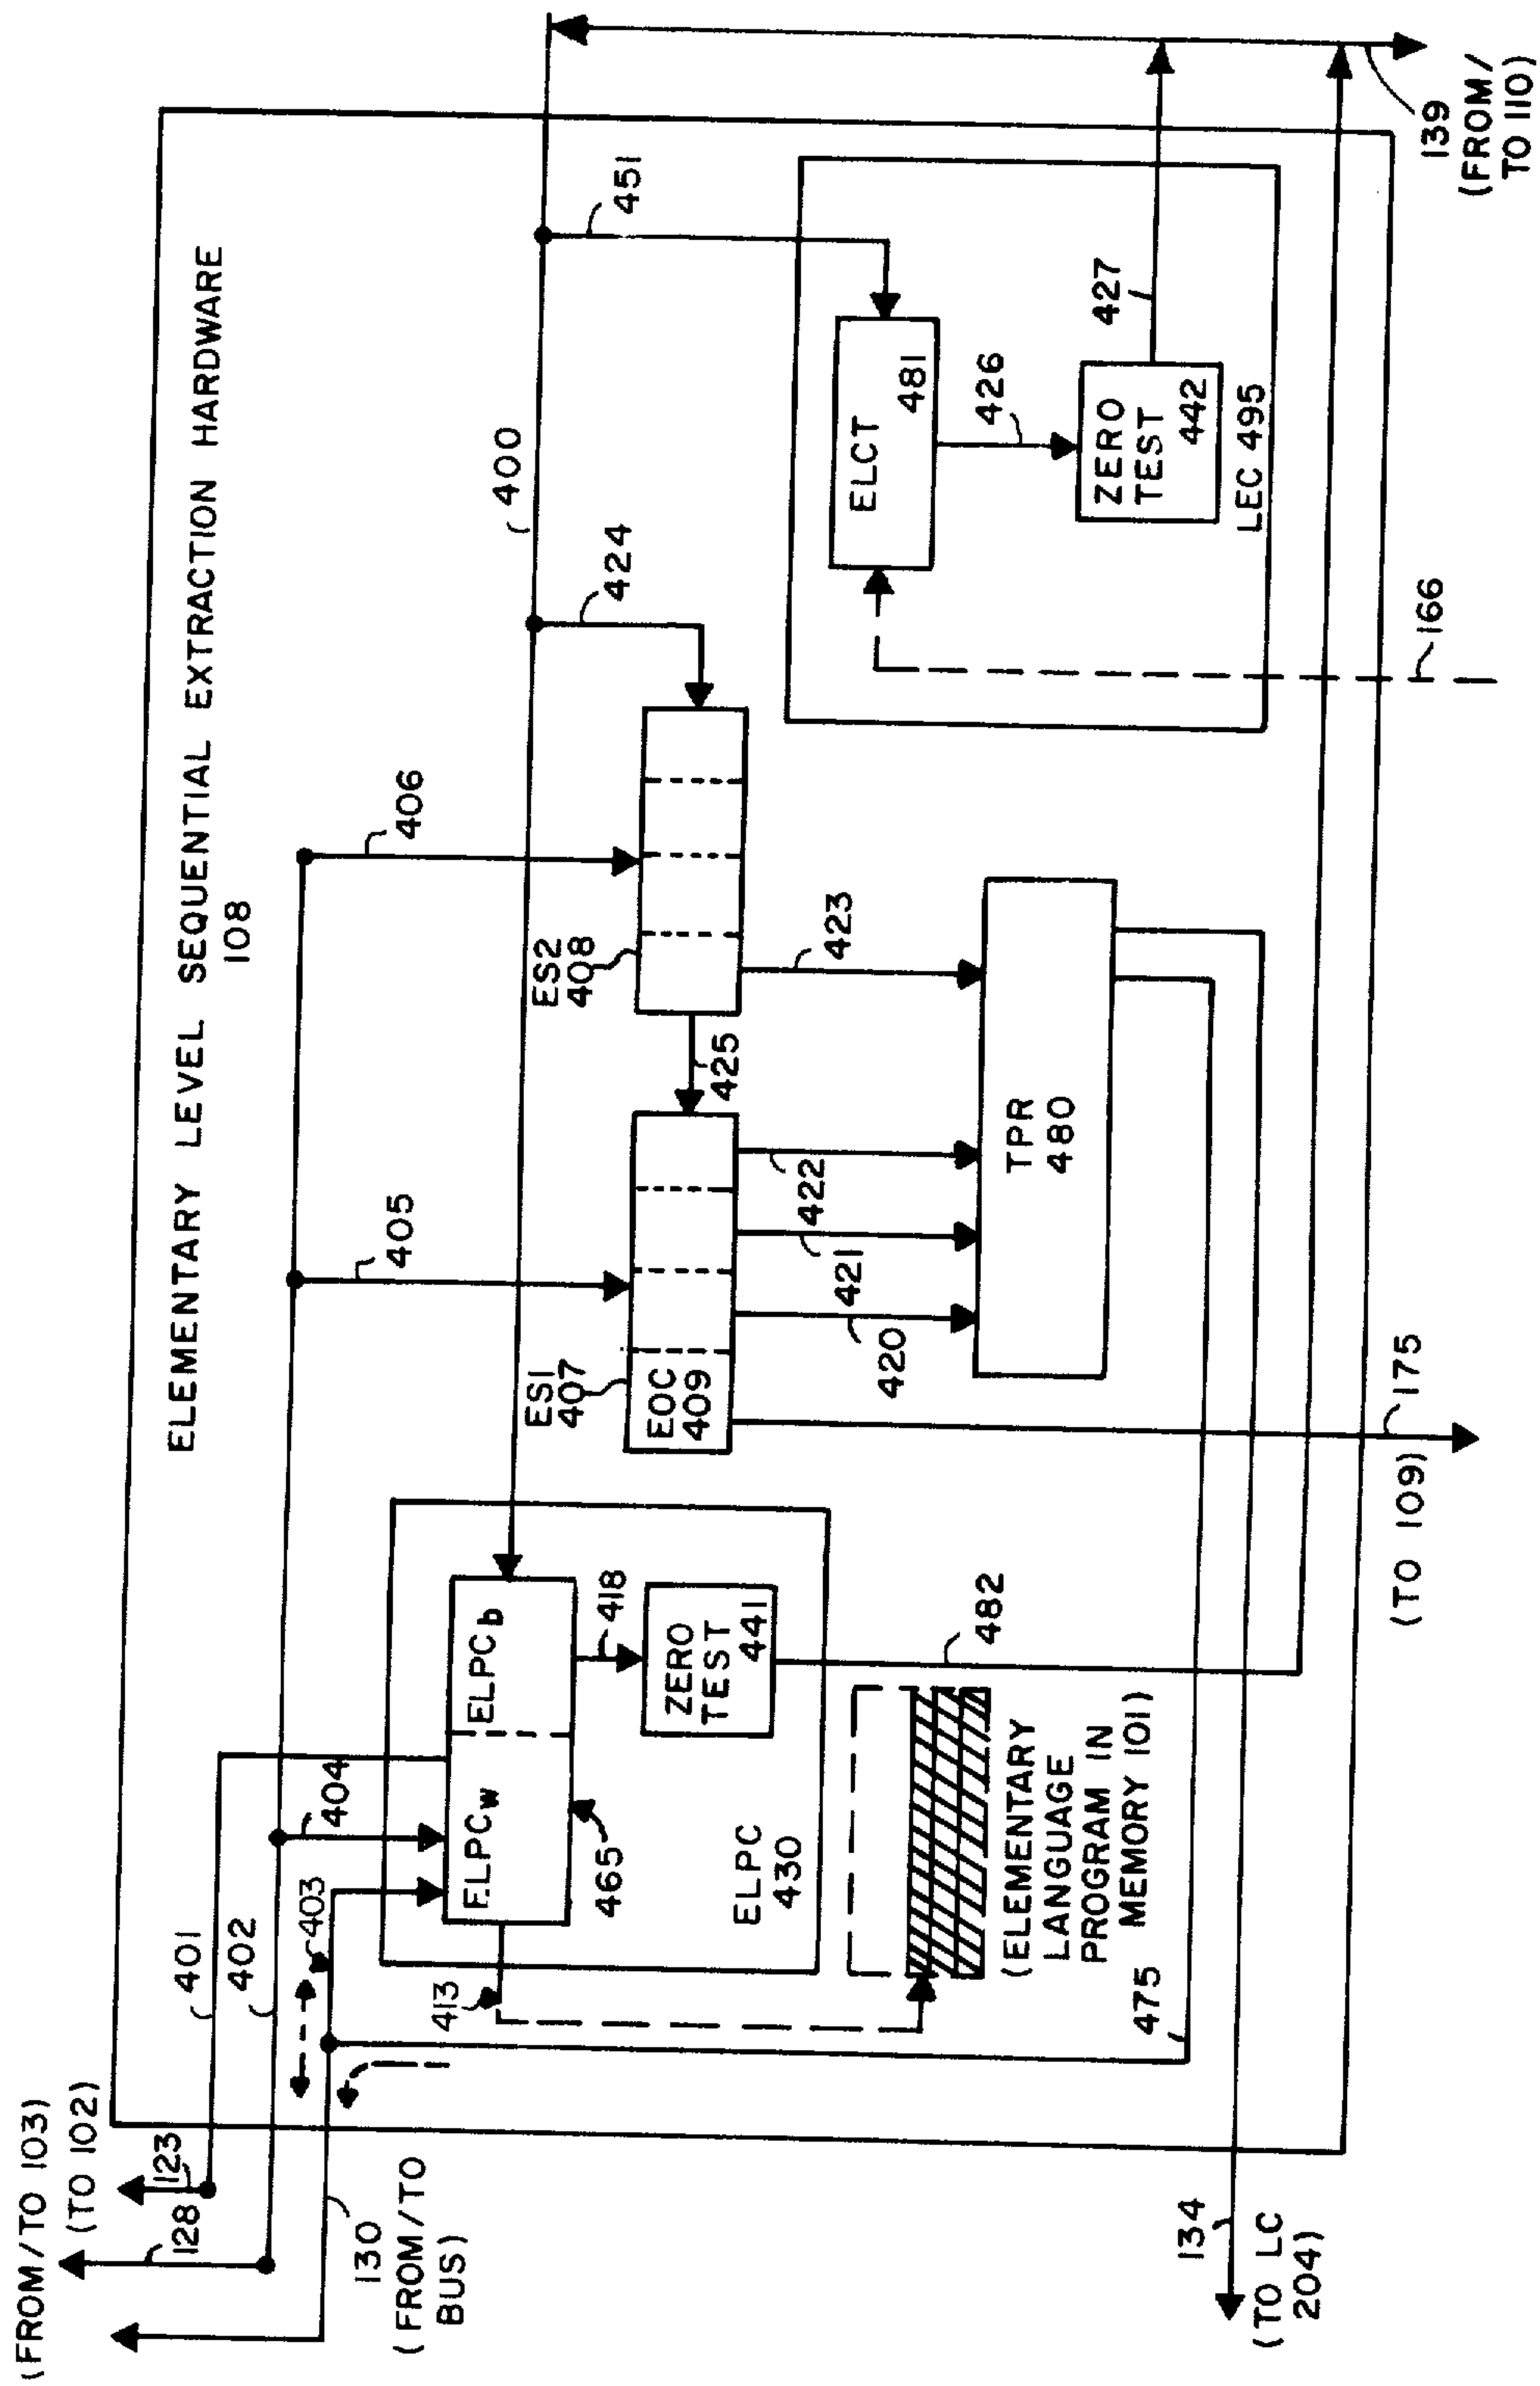 ELEMENTARY LEVEL SEQUENTIAL EXTRACTION HARDWARE
108
(FROM/TO 103)
(TO 102)
123
128
130
(FROM/TO
BUS)
401
402
403
404
405
406
400
424
451
413
ELPCw
ELPCb
465
418
ZERO
TEST
441
ELPC
430
482
ES1
407
EOC
409
425
ES2
408
420
421
422
423
TPR
480
ELCT
481
426
ZERO
TEST
442
427
LEC 495
(ELEMENTARY
LANGUAGE
PROGRAM IN
MEMORY 101)
475
134
(TO LC
204)
175
(TO 109)
166
139
(FROM/
TO 110)